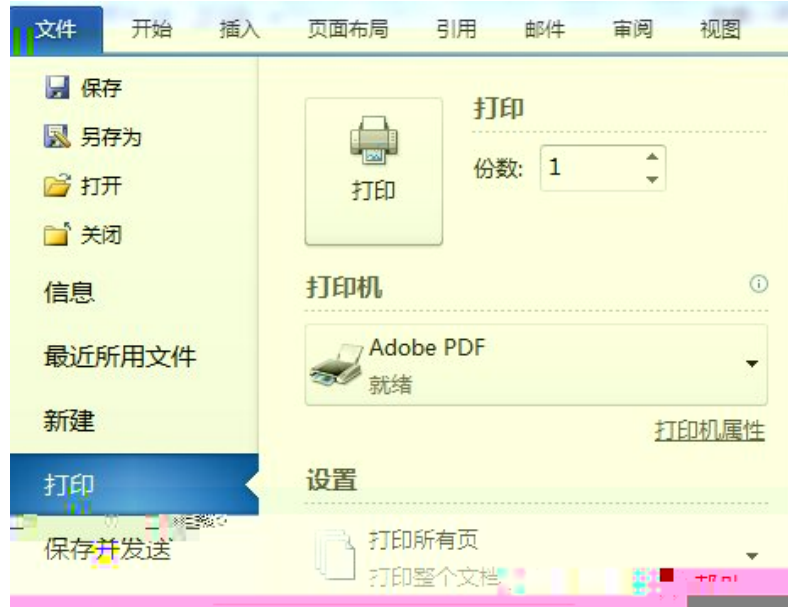 文件 开始 插入 页面布局 引用 邮件 审阅 视图
保存
另存为
打开
关闭
信息
最近所用文件
新建
打印
保存并发送
打印
打印
份数: 1
打印机
Adobe PDF
就绪
打印机属性
设置
打印所有页
打印整个文档